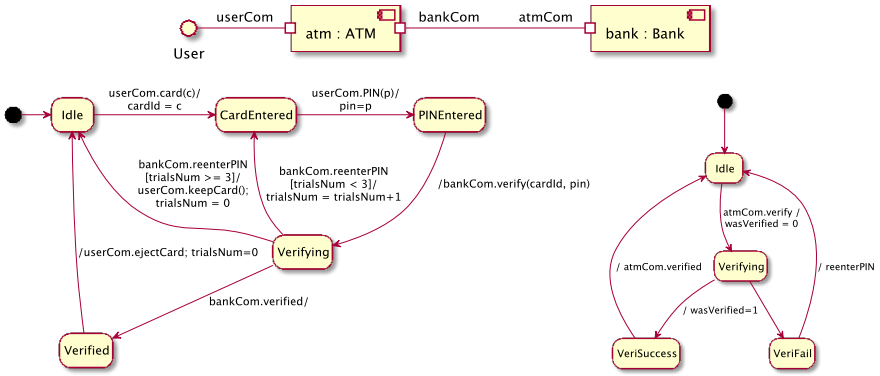 userCom
bankCom
atmCom
atm : ATM
bank : Bank
User
userCom.card(c)/
cardId = c
userCom.PIN(p)/
pin=p
Idle
CardEntered
PINEntered
bankCom.reenterPIN
[trialsNum >= 3]/
userCom.keepCard();
trialsNum = 0
bankCom.reenterPIN
[trialsNum < 3]/
trialsNum = trialsNum+1
/bankCom.verify(cardId, pin)
Verifying
/userCom.ejectCard; trialsNum=0
bankCom.verified/
Verified
Idle
atmCom.verify /
wasVerified = 0
Verifying
/ atmCom.verified
/ reenterPIN
/ wasVerified=1
VeriSuccess
VeriFail